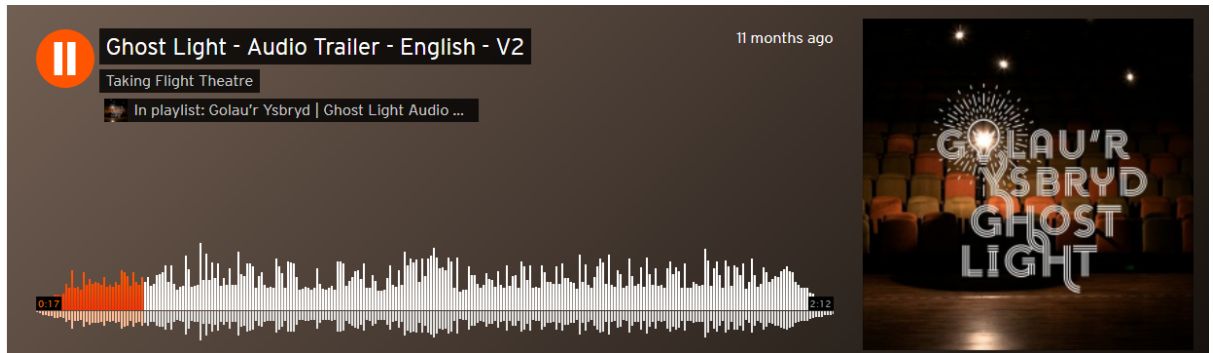 Ghost Light - Audio Trailer - English - V2
11 months ago
Taking Flight Theatre
In playlist: Golau’r Ysbryd | Ghost Light Audio ...
0:17
2:12
GOLAU’R
YSBRYD
GHOST
LIGHT